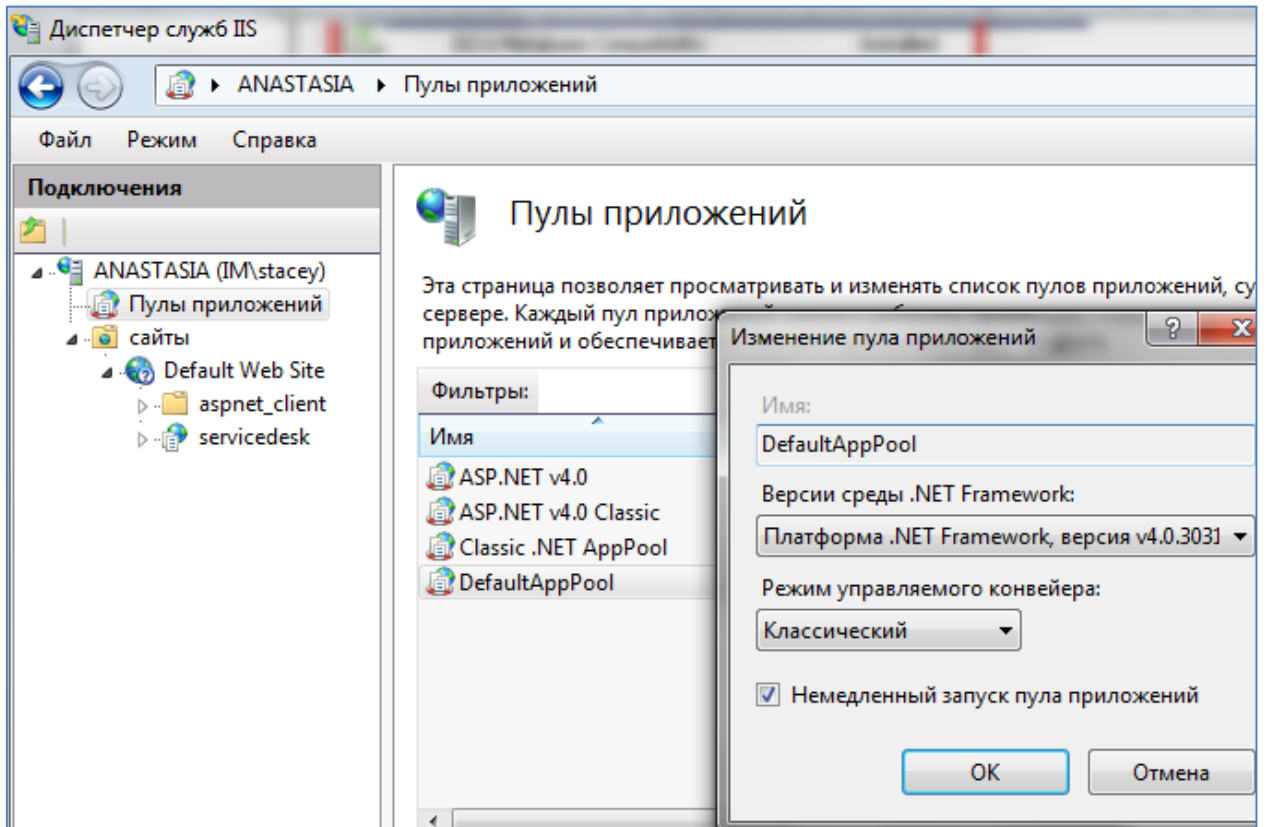 Диспетчер служб IIS
ANASTASIA
Пулы приложений
Файл Режим Справка
Подключения
ANASTASIA (IM\stacey)
Пулы приложений
сайты
Default Web Site
aspnet_client
servicedesk
Пулы приложений
Эта страница позволяет просматривать и изменять список пулов приложений, су
сервере. Каждый пул прилож
приложений и обеспечивает
Фильтры:
Имя
ASP.NET v4.0
ASP.NET v4.0 Classic
Classic .NET AppPool
DefaultAppPool
Изменение пула приложений
Имя:
DefaultAppPool
Версии среды .NET Framework:
Платформа .NET Framework, версия v4.0.3031
Режим управляемого конвейера:
Классический
Немедленный запуск пула приложений
ОК
Отмена